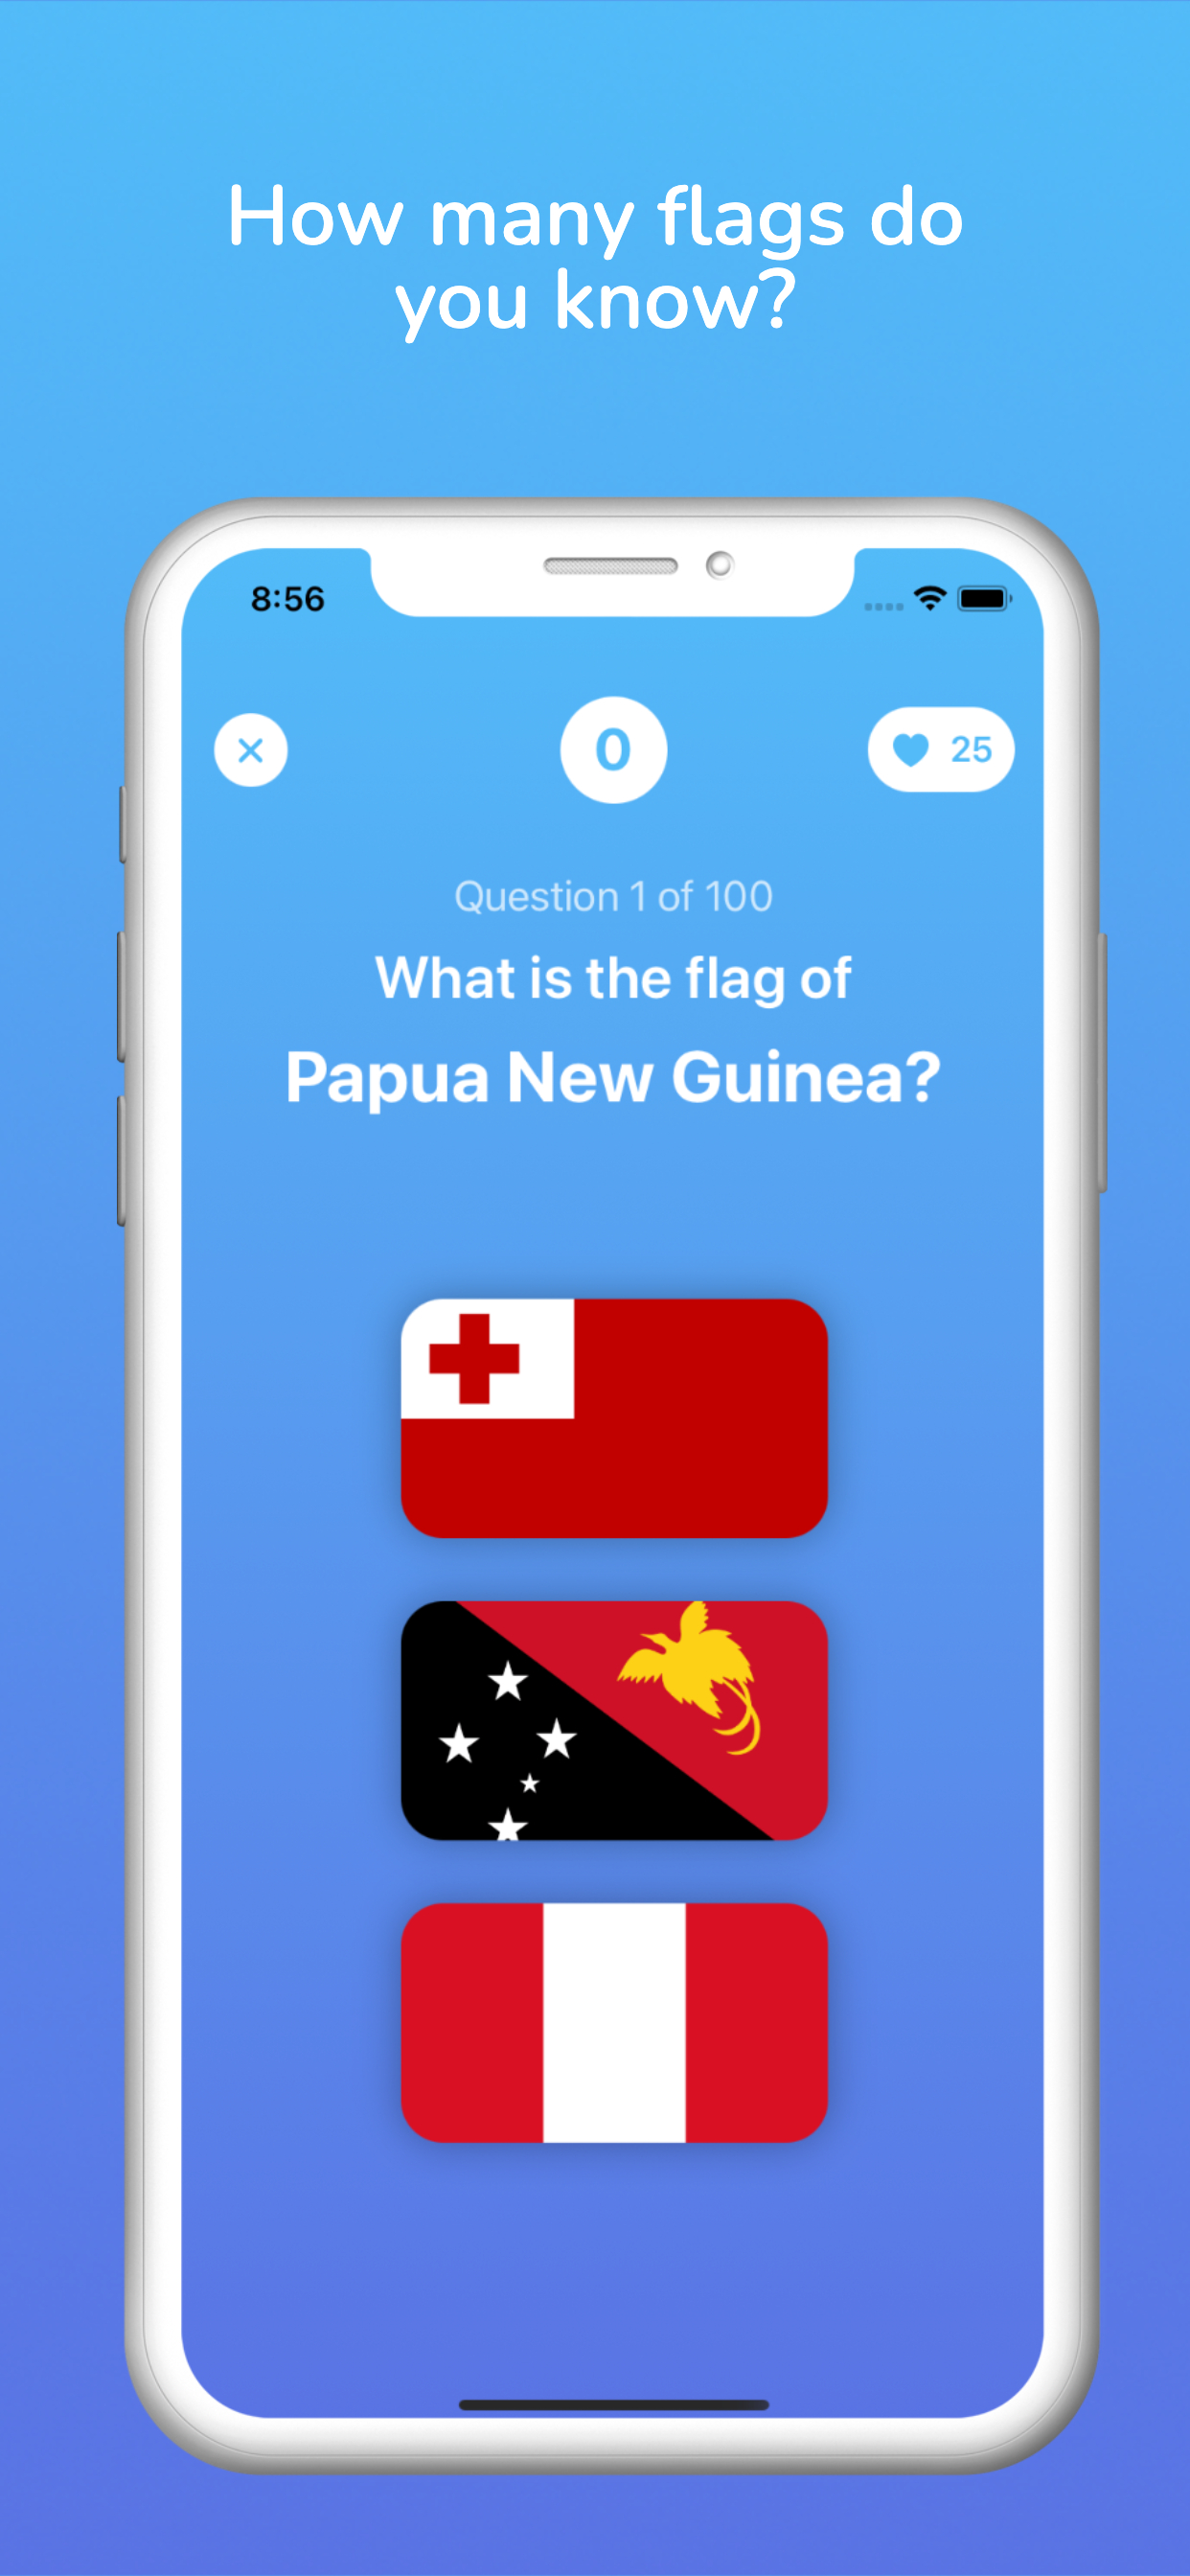 How many flags do
you know?
8:56
0
25
Question 1 of 100
What is the flag of
Papua New Guinea?